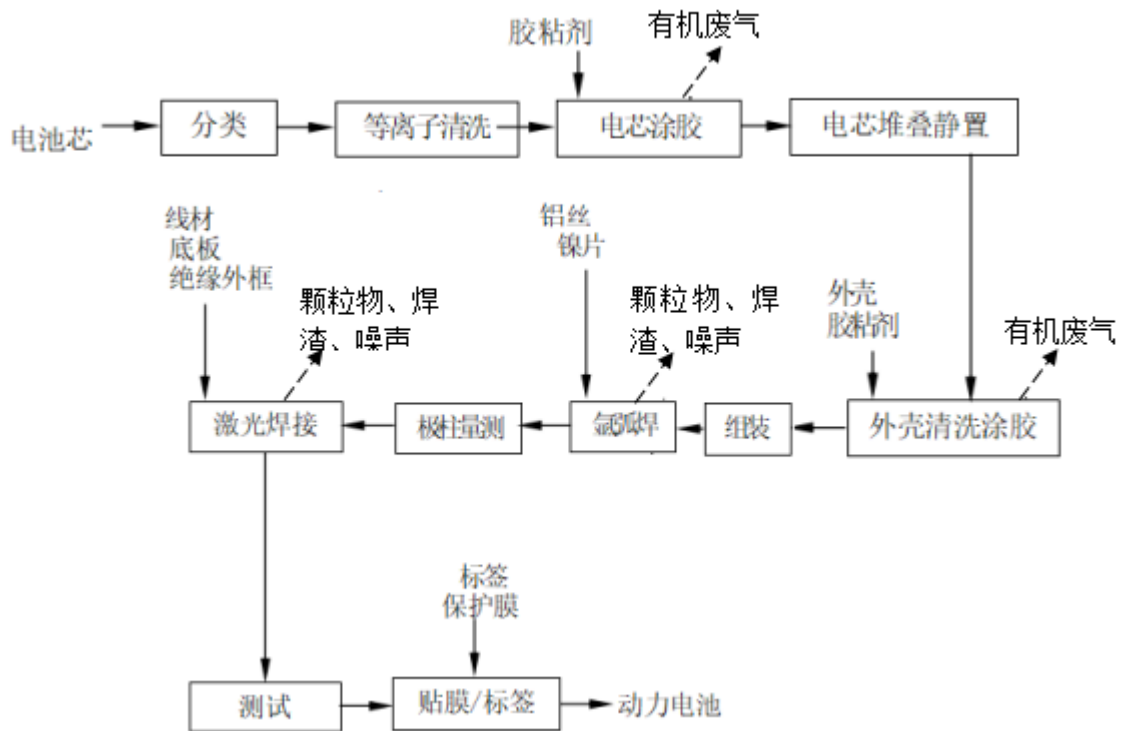 胶粘剂
有机废气
电池芯
分类
等离子清洗
电芯涂胶
电芯堆叠静置
线材
底板
绝缘外框
颗粒物、焊
渣、噪声
铝丝
镍片
颗粒物、焊
渣、噪声
外壳
胶粘剂
有机废气
激光焊接
极柱量测
氩弧焊
组装
外壳清洗涂胶
标签
保护膜
测试
贴膜/标签
动力电池